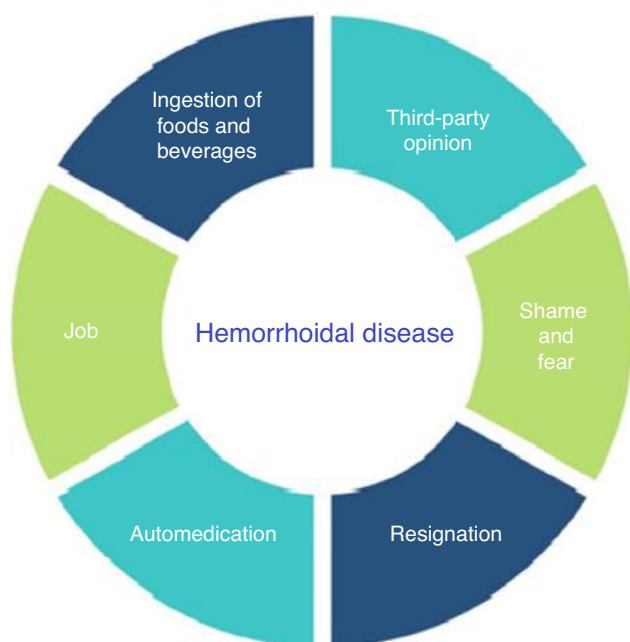 Ingestion of
foods and
beverages
Third-party
opinion
Job
Hemorrhoidal disease
Shame
and
fear
Automedication
Resignation